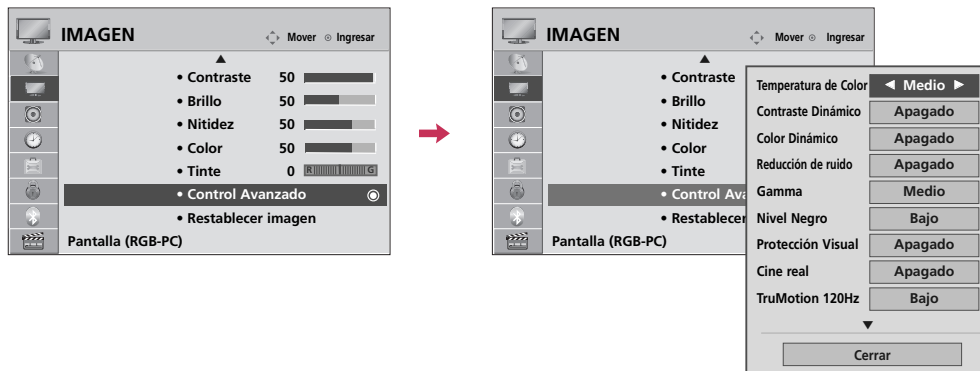 IMAGEN
Mover
Ingresar
• Contraste 50
• Brillo 50
• Nitidez 50
• Color 50
• Tinte 0 R G
• Control Avanzado
• Restablecer imagen
Pantalla (RGB-PC)
IMAGEN
Mover
Ingresar
• Contraste
• Brillo
• Nitidez
• Color
• Tinte
• Control Ava
• Restablecer
Pantalla (RGB-PC)
Temperatura de Color ◄ Medio ►
Contraste Dinámico Apagado
Color Dinámico Apagado
Reducción de ruido Apagado
Gamma Medio
Nivel Negro Bajo
Protección Visual Apagado
Cine real Apagado
TruMotion 120Hz Bajo
Cerrar